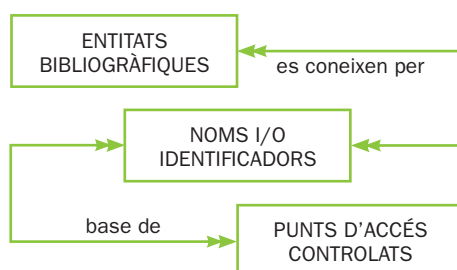 ENTITATS
BIBLIOGRÀFIQUES
es coneixen per
NOMS I/O
IDENTIFICADORS
base de
PUNTS D'ACCÉS
CONTROLATS